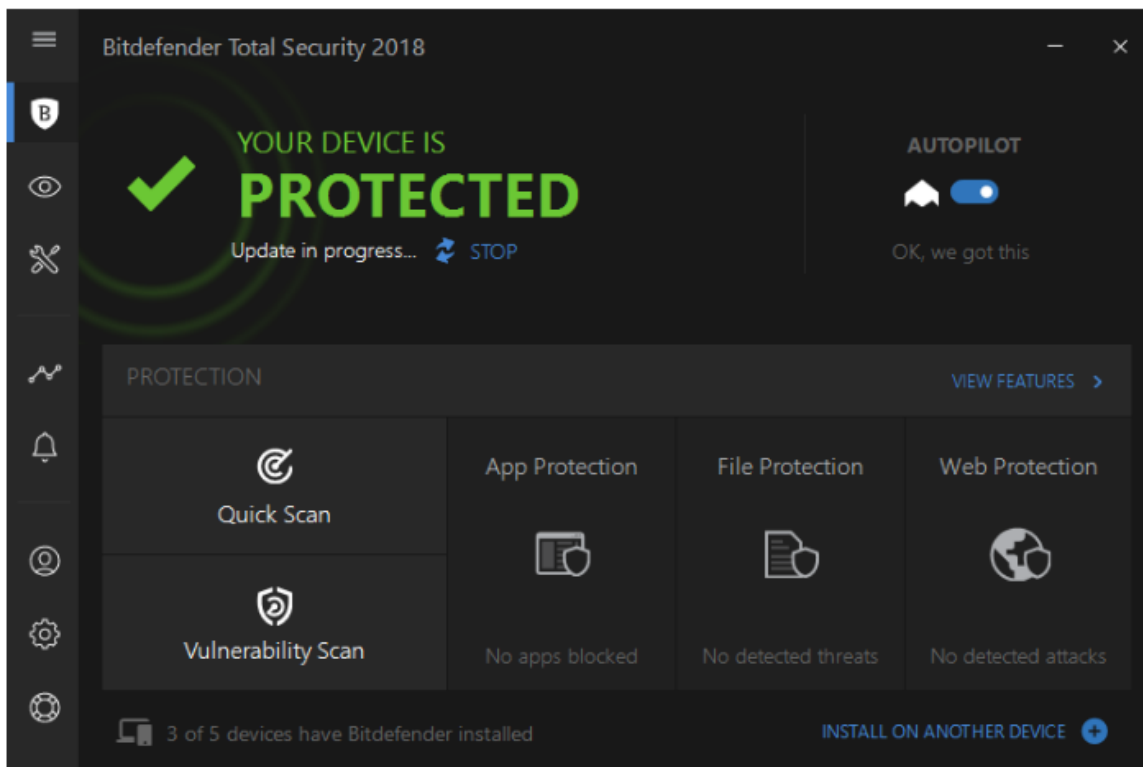 Bitdefender Total Security 2018
B
YOUR DEVICE IS
PROTECTED
Update in progress... STOP
AUTOPILOT
OK, we got this
PROTECTION
VIEW FEATURES >
Quick Scan
Vulnerability Scan
App Protection
No apps blocked
File Protection
No detected threats
Web Protection
No detected attacks
3 of 5 devices have Bitdefender installed
INSTALL ON ANOTHER DEVICE